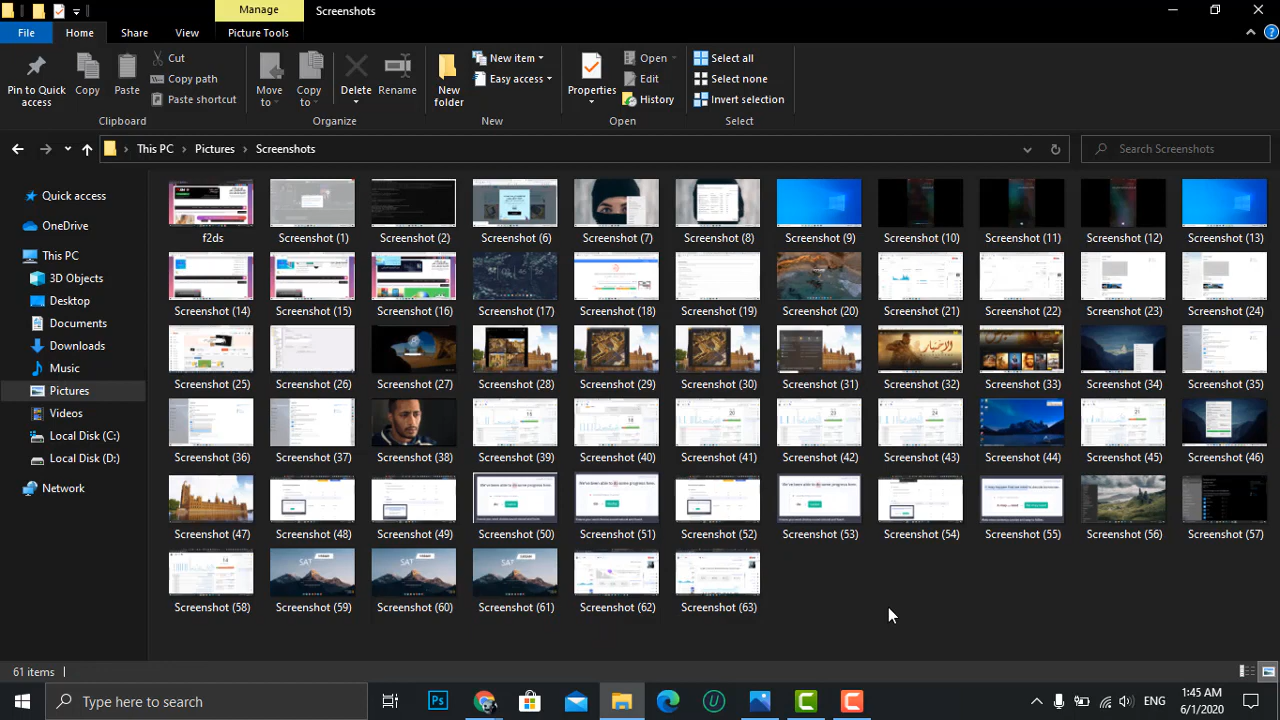 Manage
Screenshots
File
Home
Share
View
Picture Tools
Pin to Quick access
Copy
Paste
Cut
Copy path
Paste shortcut
Clipboard
Move to
Copy to
Delete
Rename
Organize
New folder
New item
Easy access
New
Properties
Open
Edit
History
Open
Select all
Select none
Invert selection
Select
This PC
Pictures
Screenshots
Search Screenshots
Quick access
OneDrive
This PC
3D Objects
Desktop
Documents
Downloads
Music
Pictures
Videos
Local Disk (C:)
Local Disk (D:)
Network
f2ds
Screenshot (1)
Screenshot (2)
Screenshot (6)
Screenshot (7)
Screenshot (8)
Screenshot (9)
Screenshot (10)
Screenshot (11)
Screenshot (12)
Screenshot (13)
Screenshot (14)
Screenshot (15)
Screenshot (16)
Screenshot (17)
Screenshot (18)
Screenshot (19)
Screenshot (20)
Screenshot (21)
Screenshot (22)
Screenshot (23)
Screenshot (24)
Screenshot (25)
Screenshot (26)
Screenshot (27)
Screenshot (28)
Screenshot (29)
Screenshot (30)
Screenshot (31)
Screenshot (32)
Screenshot (33)
Screenshot (34)
Screenshot (35)
Screenshot (36)
Screenshot (37)
Screenshot (38)
Screenshot (39)
Screenshot (40)
Screenshot (41)
Screenshot (42)
Screenshot (43)
Screenshot (44)
Screenshot (45)
Screenshot (46)
Screenshot (47)
Screenshot (48)
Screenshot (49)
Screenshot (50)
Screenshot (51)
Screenshot (52)
Screenshot (53)
Screenshot (54)
Screenshot (55)
Screenshot (56)
Screenshot (57)
Screenshot (58)
Screenshot (59)
Screenshot (60)
Screenshot (61)
Screenshot (62)
Screenshot (63)
61 items
Type here to search
Ps
ENG
1:45 AM
6/1/2020